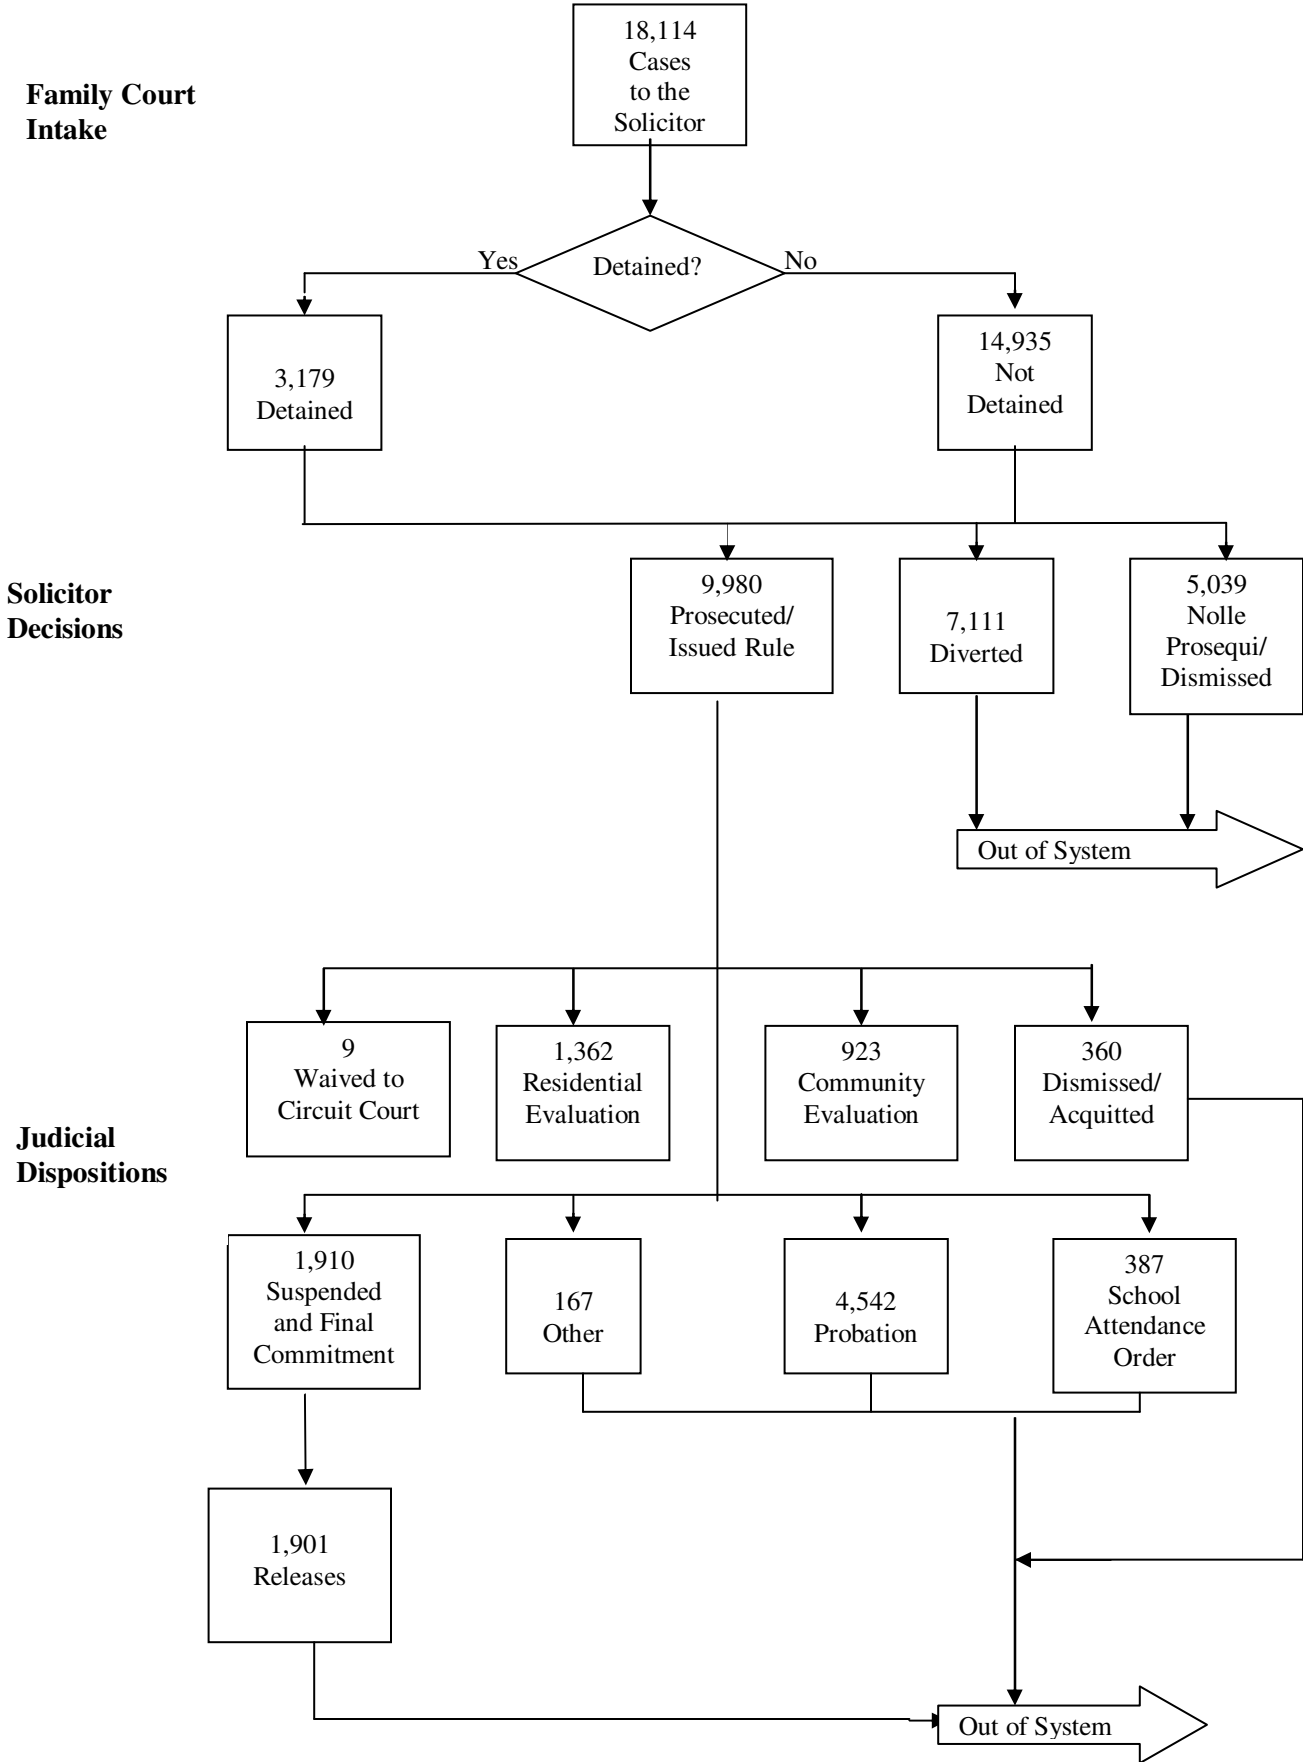 18,114
Cases
to the
Solicitor
Family Court
Intake
Yes
Detained?
No
3,179
Detained
14,935
Not
Detained
Solicitor
Decisions
9,980
Prosecuted/
Issued Rule
7,111
Diverted
5,039
Nolle
Prosequi/
Dismissed
Out of System
9
Waived to
Circuit Court
1,362
Residential
Evaluation
923
Community
Evaluation
360
Dismissed/
Acquitted
Judicial
Dispositions
1,910
Suspended
and Final
Commitment
167
Other
4,542
Probation
387
School
Attendance
Order
1,901
Releases
Out of System